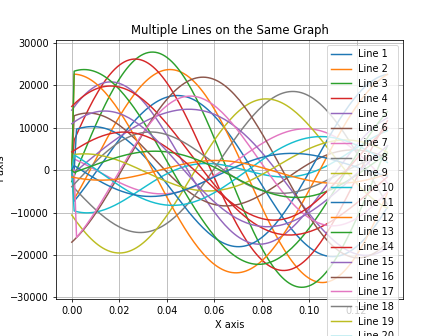 Multiple Lines on the Same Graph
30000
20000
10000
0
−10000
−20000
−30000
0.00
0.02
0.04
0.06
0.08
0.10
X axis
Line 1
Line 2
Line 3
Line 4
Line 5
Line 6
Line 7
Line 8
Line 9
Line 10
Line 11
Line 12
Line 13
Line 14
Line 15
Line 16
Line 17
Line 18
Line 19
Line 20